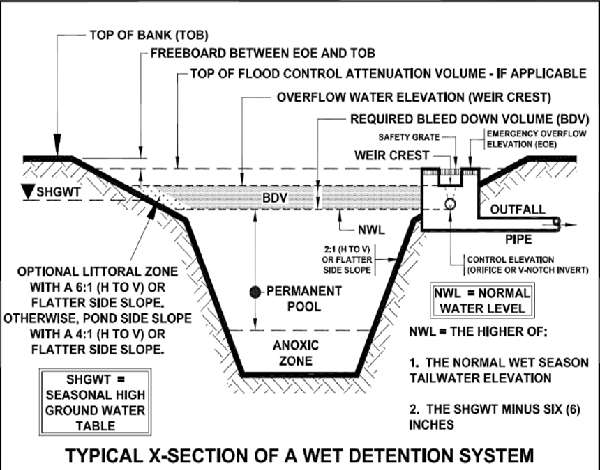 TOP OF BANK (TOB)
FREEBOARD BETWEEN EOE AND TOB
TOP OF FLOOD CONTROL ATTENUATION VOLUME - IF APPLICABLE
OVERFLOW WATER ELEVATION (WEIR CREST)
REQUIRED BLEED DOWN VOLUME (BDV)
SAFETY GRATE
EMERGENCY OVERFLOW
ELEVATION (EOE)
WEIR CREST
SHGWT
BDV
NWL
OUTFALL
PIPE
2:1 (H TO V)
OR FLATTER
SIDE SLOPE
CONTROL ELEVATION
(ORIFICE OR V-NOTCH INVERT)
OPTIONAL LITTORAL ZONE
WITH A 6:1 (H TO V) OR
FLATTER SIDE SLOPE.
OTHERWISE, POND SIDE SLOPE
WITH A 4:1 (H TO V) OR
FLATTER SIDE SLOPE.
PERMANENT
POOL
ANOXIC
ZONE
NWL = NORMAL
WATER LEVEL
NWL = THE HIGHER OF:
1. THE NORMAL WET SEASON
TAILWATER ELEVATION
2. THE SHGWT MINUS SIX (6)
INCHES
SHGWT =
SEASONAL HIGH
GROUND WATER
TABLE
TYPICAL X-SECTION OF A WET DETENTION SYSTEM